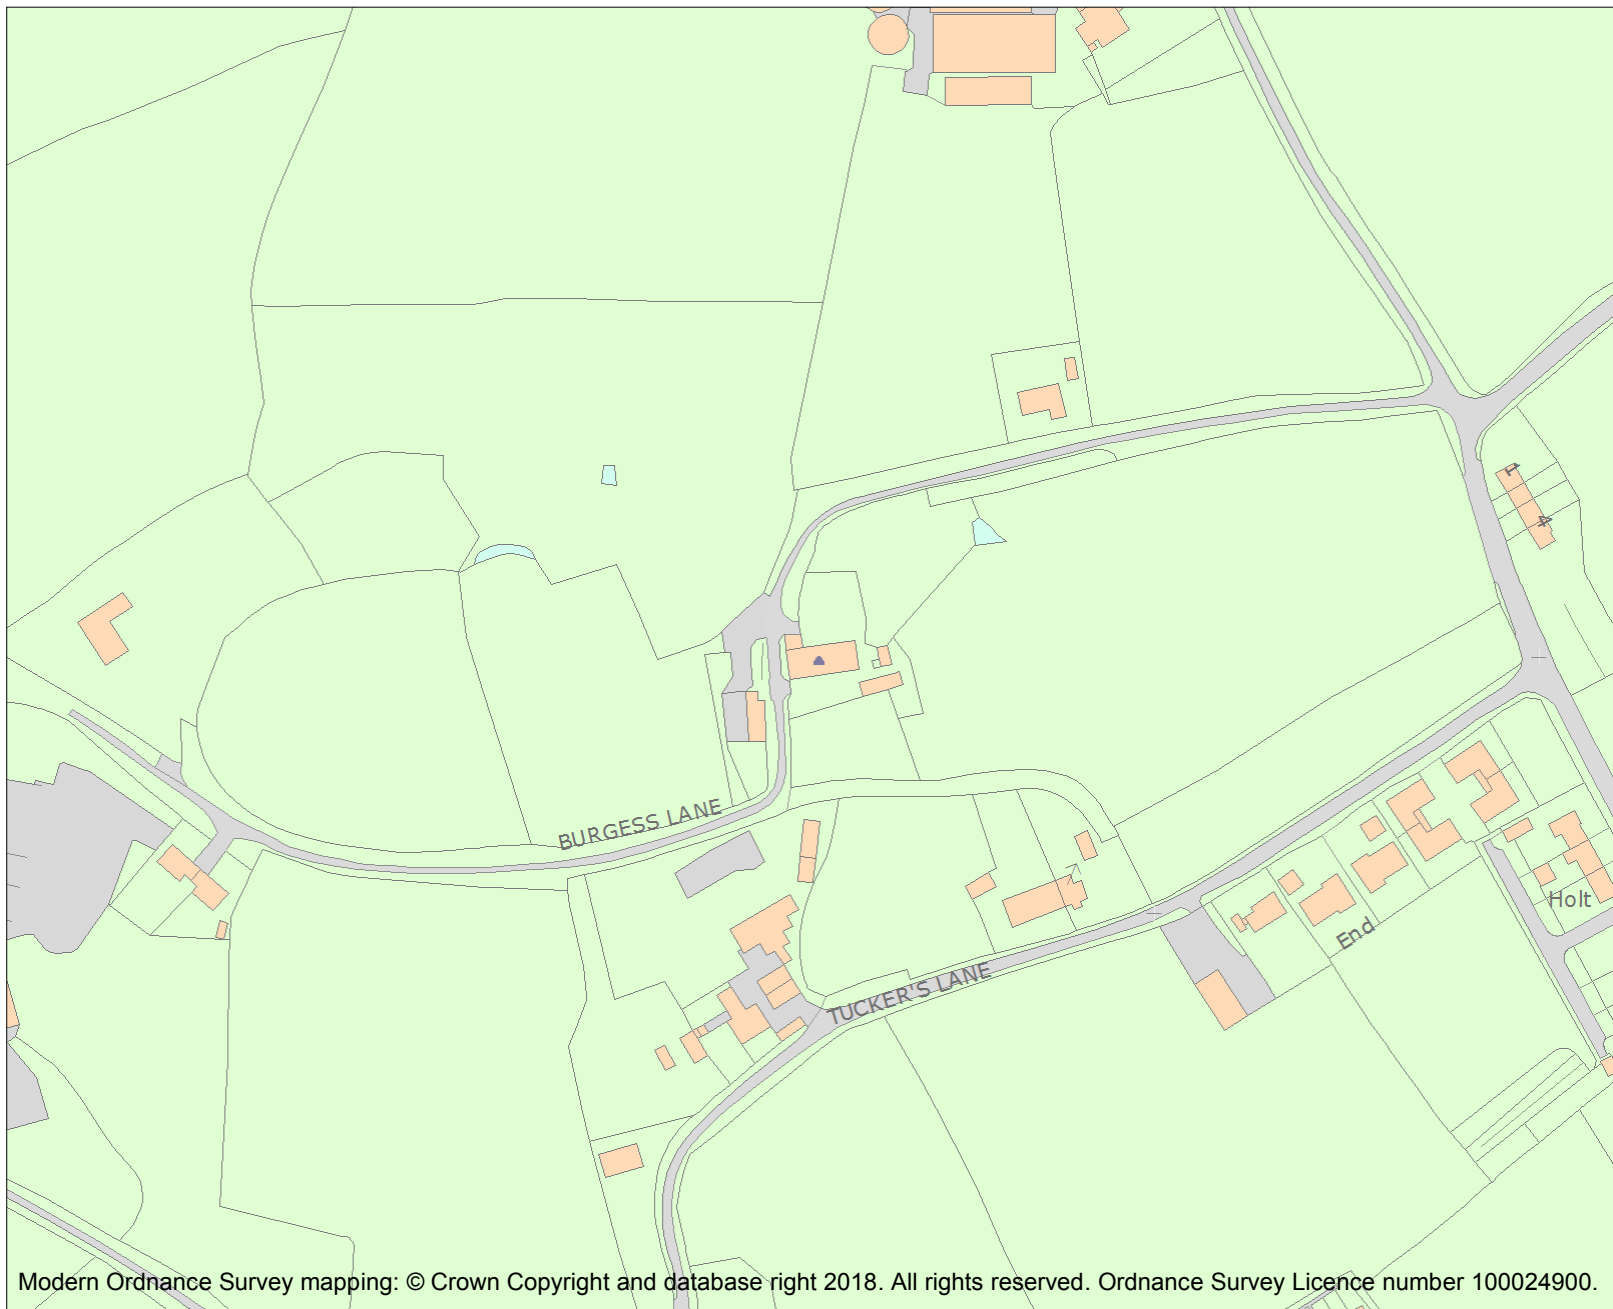 1
4
BURGESS LANE
Holt
End
TUCKER'S LANE
Modern Ordnance Survey mapping: © Crown Copyright and database right 2018. All rights reserved. Ordnance Survey Licence number 100024900.